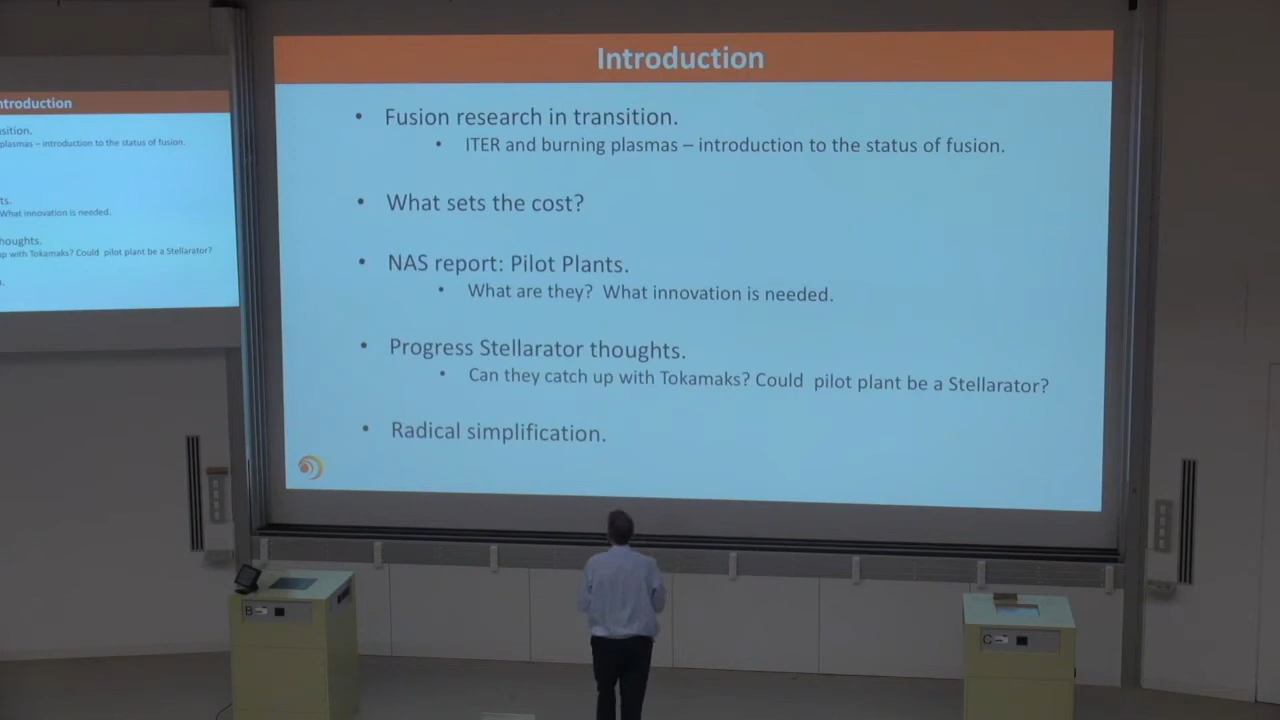 Introduction
• Fusion research in transition.
• ITER and burning plasmas – introduction to the status of fusion.
• What sets the cost?
• NAS report: Pilot Plants.
• What are they?  What innovation is needed.
• Progress Stellarator thoughts.
• Can they catch up with Tokamaks? Could  pilot plant be a Stellarator?
• Radical simplification.
ntroduction
sition.
plasmas – introduction to the status of fusion.
ts.
What innovation is needed.
houghts.
p with Tokamaks? Could  pilot plant be a Stellarator?
B
C